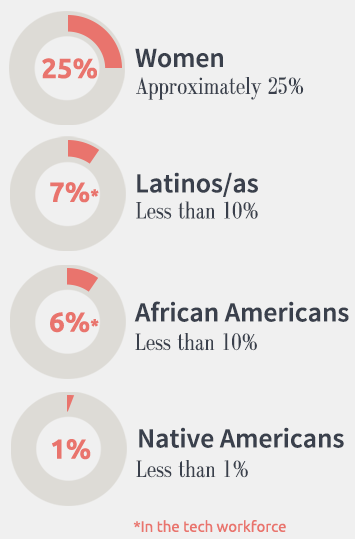 25%
Women
Approximately 25%
7%*
Latinos/as
Less than 10%
6%*
African Americans
Less than 10%
1%
Native Americans
Less than 1%
*In the tech workforce